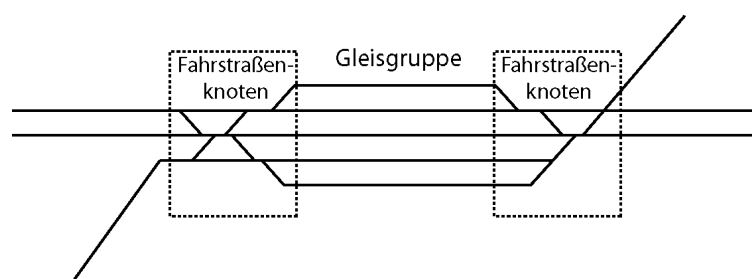 Fahrstraßen-
knoten
Gleisgruppe
Fahrstraßen-
knoten